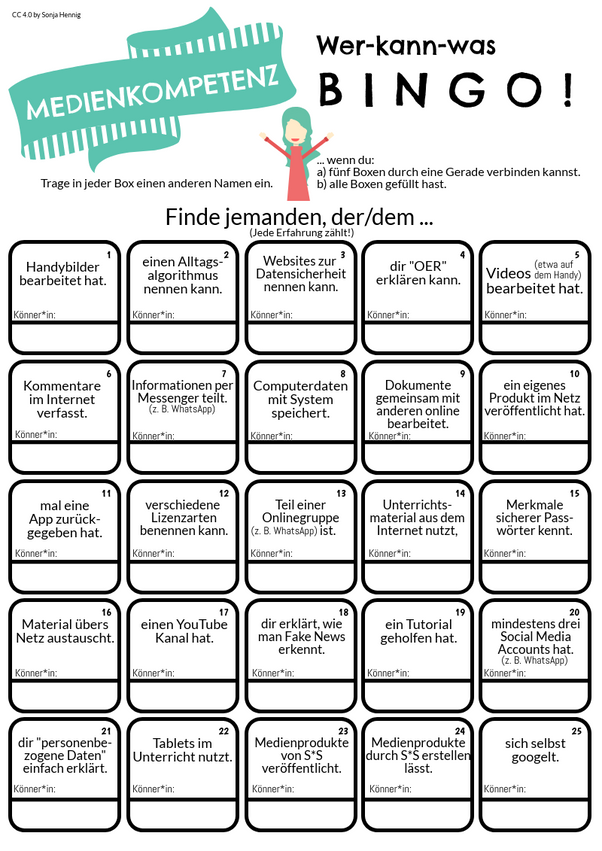 CC 4.0 by Sonja Hennig
MEDIENKOMPETENZ
Wer-kann-was
BINGO!
Trage in jeder Box einen anderen Namen ein.
... wenn du:
a) fünf Boxen durch eine Gerade verbinden kannst.
b) alle Boxen gefüllt hast.
Finde jemanden, der/dem ...
(Jede Erfahrung zählt!)
1
Handybilder
bearbeitet hat.
Könner*in:
2
einen Alltags-
algorithmus
nennen kann.
Könner*in:
3
Websites zur
Datensicherheit
nennen kann.
Könner*in:
4
dir "OER"
erklären kann.
Könner*in:
5
Videos (etwa auf
dem Handy)
bearbeitet hat.
Könner*in:
6
Kommentare
im Internet
verfasst.
Könner*in:
7
Informationen per
Messenger teilt.
(z. B. WhatsApp)
Könner*in:
8
Computerdaten
mit System
speichert.
Könner*in:
9
Dokumente
gemeinsam mit
anderen online
bearbeitet.
Könner*in:
10
ein eigenes
Produkt im Netz
veröffentlicht hat.
Könner*in:
11
mal eine
App zurück-
gegeben hat.
Könner*in:
12
verschiedene
Lizenzarten
benennen kann.
Könner*in:
13
Teil einer
Onlinegruppe
(z. B. WhatsApp) ist.
Könner*in:
14
Unterrichts-
material aus dem
Internet nutzt,
Könner*in:
15
Merkmale
sicherer Pass-
wörter kennt.
Könner*in:
16
Material übers
Netz austauscht.
Könner*in:
17
einen YouTube
Kanal hat.
Könner*in:
18
dir erklärt, wie
man Fake News
erkennt.
Könner*in:
19
ein Tutorial
geholfen hat.
Könner*in:
20
mindestens drei
Social Media
Accounts hat.
(z. B. WhatsApp)
Könner*in:
21
dir "personenbe-
zogene Daten"
einfach erklärt.
Könner*in:
22
Tablets im
Unterricht nutzt.
Könner*in:
23
Medienprodukte
von S*S
veröffentlicht.
Könner*in:
24
Medienprodukte
durch S*S erstellen
lässt.
Könner*in:
25
sich selbst
googelt.
Könner*in: